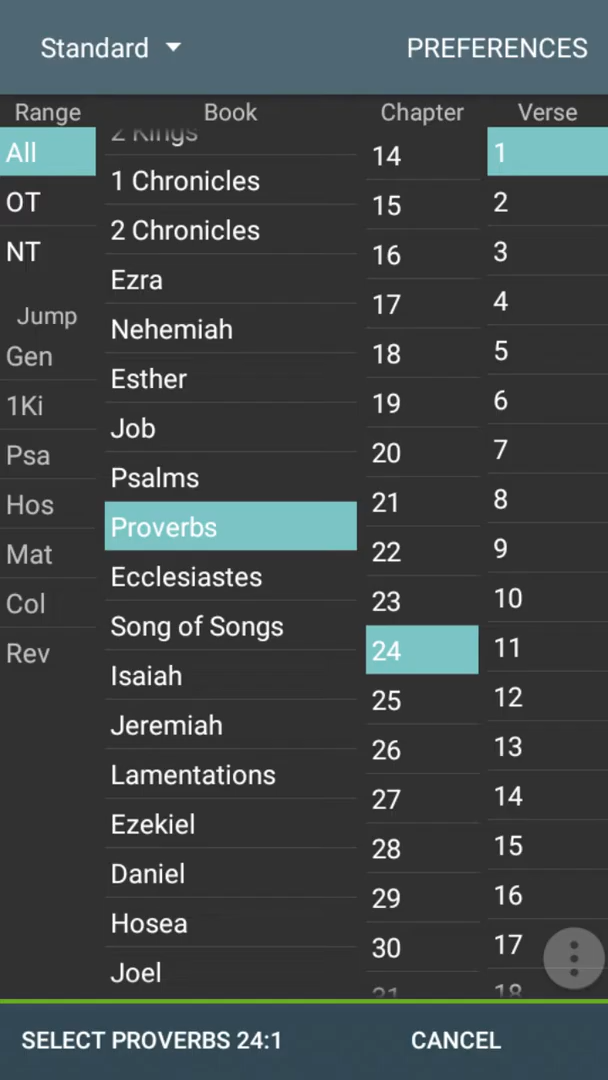 Standard
PREFERENCES
Range
Book
Chapter
Verse
All
OT
NT
Jump
Gen
1Ki
Psa
Hos
Mat
Col
Rev
2 Kings
1 Chronicles
2 Chronicles
Ezra
Nehemiah
Esther
Job
Psalms
Proverbs
Ecclesiastes
Song of Songs
Isaiah
Jeremiah
Lamentations
Ezekiel
Daniel
Hosea
Joel
14
15
16
17
18
19
20
21
22
23
24
25
26
27
28
29
30
31
1
2
3
4
5
6
7
8
9
10
11
12
13
14
15
16
17
18
SELECT PROVERBS 24:1
CANCEL